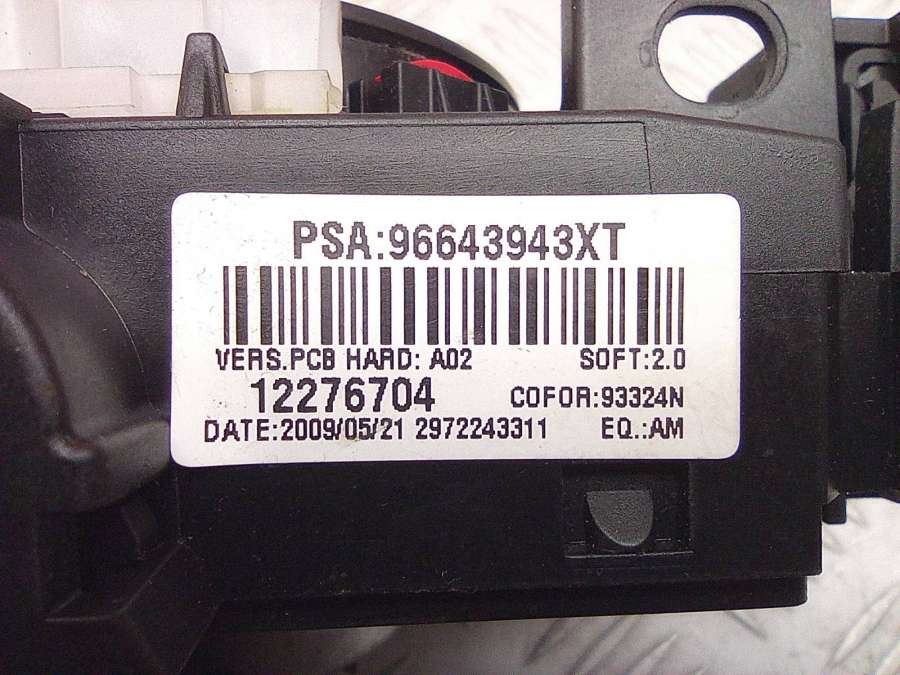 PSA:96643943XT
VERS.PCB HARD: A02 SOFT:2.0
12276704 COFOR:93324N
DATE:2009/05/21 2972243311 EQ.:AM